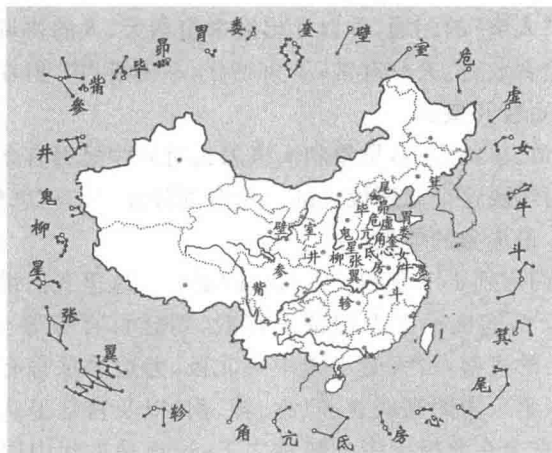 室
壁
奎
娄
胃
昴
毕
觜
参
危
虚
女
牛
斗
箕
尾
心
房
氐
亢
角
轸
翼
张
星
柳
鬼
井
箕
尾
昴
毕
危
虚
胃
娄
鬼
亢
角
奎
壁
室
星
氐
心
女
井
柳
张
房
牛
参
翼
觜
轸
斗